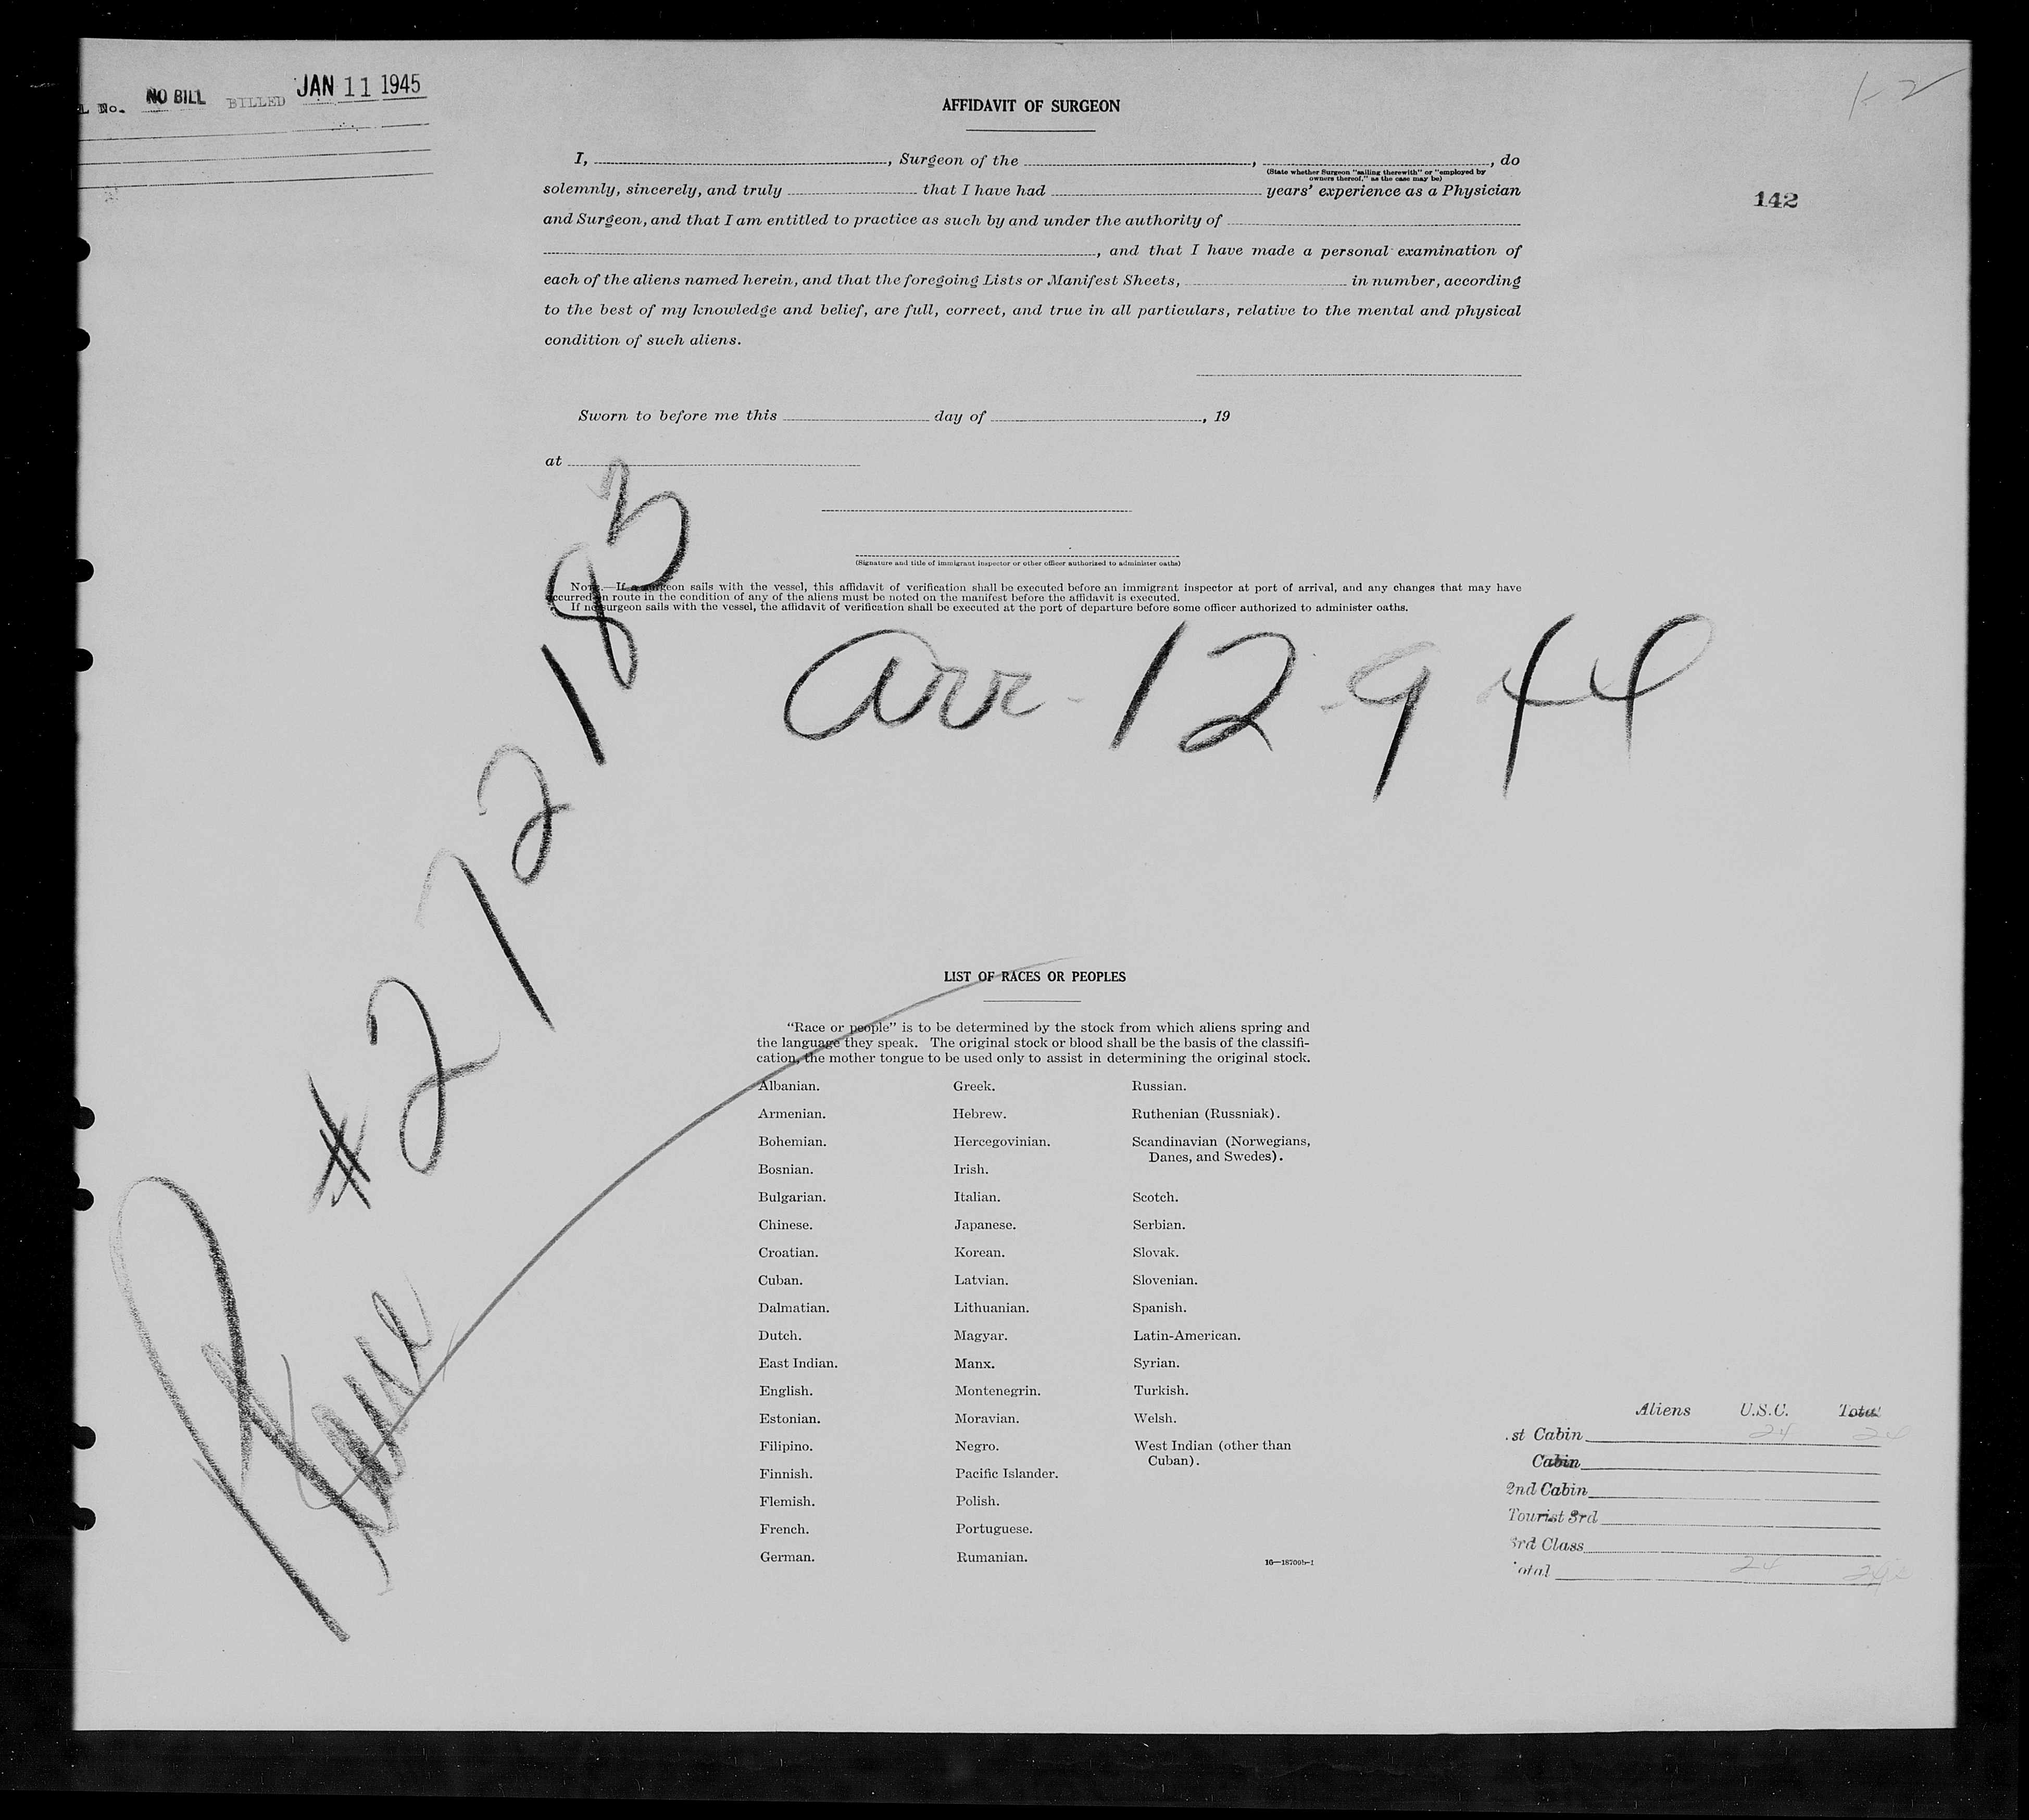 L No. NO BILL BILLED JAN 11 1945
1-2
142
AFFIDAVIT OF SURGEON
I, , Surgeon of the , , do
(State whether Surgeon "sailing therewith" or "employed by
owners thereof," as the case may be)
solemnly, sincerely, and truly that I have had years' experience as a Physician
and Surgeon, and that I am entitled to practice as such by and under the authority of
, and that I have made a personal examination of
each of the aliens named herein, and that the foregoing Lists or Manifest Sheets, in number, according
to the best of my knowledge and belief, are full, correct, and true in all particulars, relative to the mental and physical
condition of such aliens.
Sworn to before me this day of , 19
at
(Signature and title of immigrant inspector or other officer authorized to administer oaths)
NOTE.—If a surgeon sails with the vessel, this affidavit of verification shall be executed before an immigrant inspector at port of arrival, and any changes that may have
occurred en route in the condition of any of the aliens must be noted on the manifest before the affidavit is executed.
If no surgeon sails with the vessel, the affidavit of verification shall be executed at the port of departure before some officer authorized to administer oaths.
arr - 12-9 44
#272183
LIST OF RACES OR PEOPLES
"Race or people" is to be determined by the stock from which aliens spring and
the language they speak. The original stock or blood shall be the basis of the classifi-
cation, the mother tongue to be used only to assist in determining the original stock.
Albanian. Greek. Russian.
Armenian. Hebrew. Ruthenian (Russniak).
Bohemian. Hercegovinian. Scandinavian (Norwegians,
Danes, and Swedes).
Bosnian. Irish.
Bulgarian. Italian. Scotch.
Chinese. Japanese. Serbian.
Croatian. Korean. Slovak.
Cuban. Latvian. Slovenian.
Dalmatian. Lithuanian. Spanish.
Dutch. Magyar. Latin-American.
East Indian. Manx. Syrian.
English. Montenegrin. Turkish.
Estonian. Moravian. Welsh.
Filipino. Negro. West Indian (other than
Cuban).
Finnish. Pacific Islander.
Flemish. Polish.
French. Portuguese.
German. Rumanian.
16—18700b-1
Aliens U.S.C. Total
st Cabin 24 24
Cabin
2nd Cabin
Tourist 3rd
3rd Class
otal 24 24